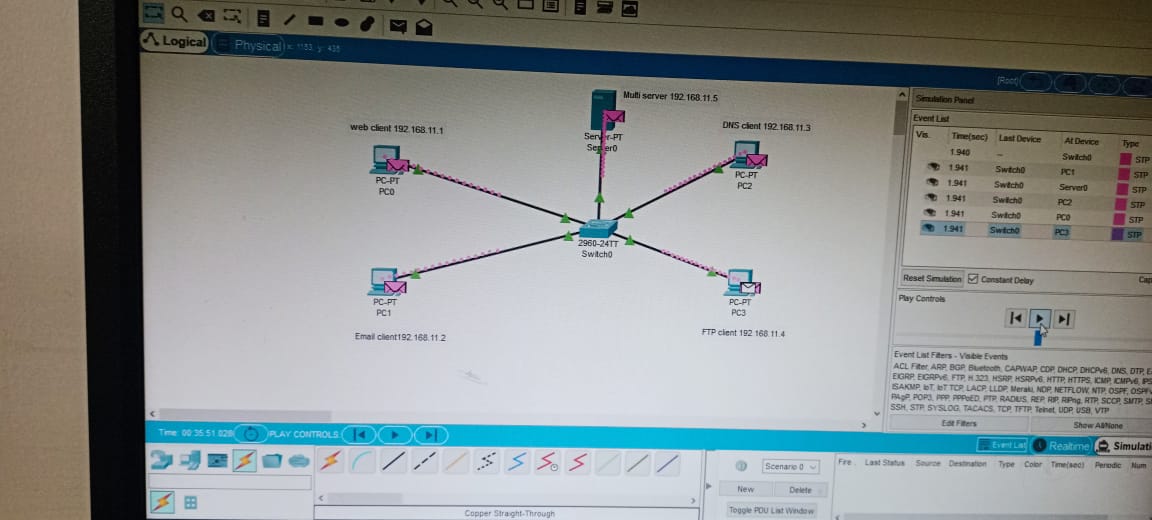 Logical
Physical
x: 1153 y: 435
[Root]
Multi server 192.168.11.5
web client 192.168.11.1
DNS client 192.168.11.3
Server-PT
Server0
PC-PT
PC0
PC-PT
PC2
2960-24TT
Switch0
PC-PT
PC1
PC-PT
PC3
Email client192.168.11.2
FTP client 192.168.11.4
Simulation Panel
Event List
Vis. Time(sec) Last Device At Device Type
1.940 -- Switch0 STP
1.941 Switch0 PC1 STP
1.941 Switch0 Server0 STP
1.941 Switch0 PC2 STP
1.941 Switch0 PC0 STP
1.941 Switch0 PC3 STP
Reset Simulation Constant Delay Cap
Play Controls
Event List Filters - Visible Events
ACL Filter, ARP, BGP, Bluetooth, CAPWAP, CDP, DHCP, DHCPv6, DNS, DTP, E
EIGRP, EIGRPv6, FTP, H.323, HSRP, HSRPv6, HTTP, HTTPS, ICMP, ICMPv6, IPS
ISAKMP, IoT, IoT TCP, LACP, LLDP, Meraki, NDP, NETFLOW, NTP, OSPF, OSPFv
PAgP, POP3, PPP, PPPoED, PTP, RADIUS, REP, RIP, RIPng, RTP, SCCP, SMTP, S
SSH, STP, SYSLOG, TACACS, TCP, TFTP, Telnet, UDP, USB, VTP
Edit Filters Show All/None
Time: 00:35:51.028 PLAY CONTROLS:
Event List Realtime Simulati
Scenario 0
New Delete
Toggle PDU List Window
Fire Last Status Source Destination Type Color Time(sec) Periodic Num
Copper Straight-Through